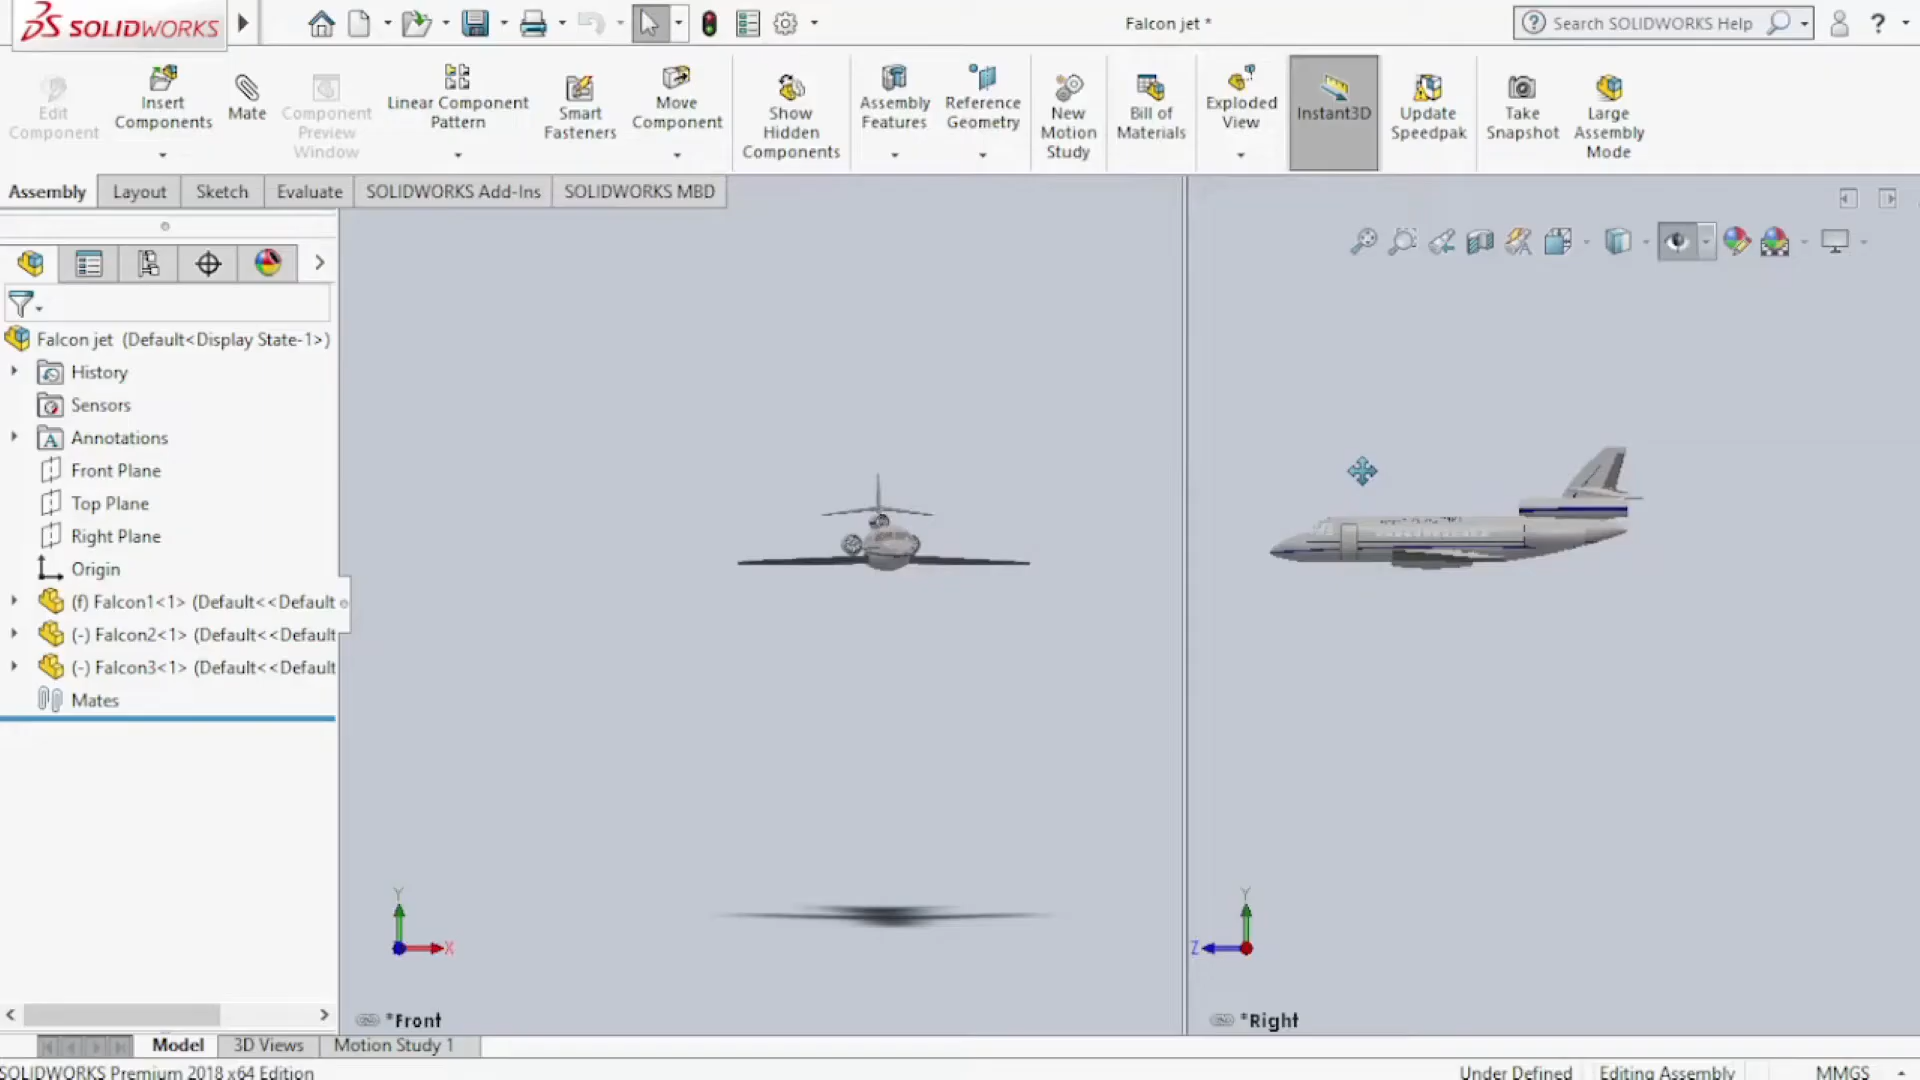 SOLIDWORKS
Falcon jet *
Search SOLIDWORKS Help
?
Edit Component
Insert Components
Mate
Component Preview Window
Linear Component Pattern
Smart Fasteners
Move Component
Show Hidden Components
Assembly Features
Reference Geometry
New Motion Study
Bill of Materials
Exploded View
Instant3D
Update Speedpak
Take Snapshot
Large Assembly Mode
Assembly
Layout
Sketch
Evaluate
SOLIDWORKS Add-Ins
SOLIDWORKS MBD
Falcon jet (Default<Display State-1>)
History
Sensors
Annotations
Front Plane
Top Plane
Right Plane
Origin
(f) Falcon1<1> (Default<<Default
(-) Falcon2<1> (Default<<Default
(-) Falcon3<1> (Default<<Default
Mates
Y
X
*Front
Y
Z
*Right
Model
3D Views
Motion Study 1
SOLIDWORKS Premium 2018 x64 Edition
Under Defined
Editing Assembly
MMGS